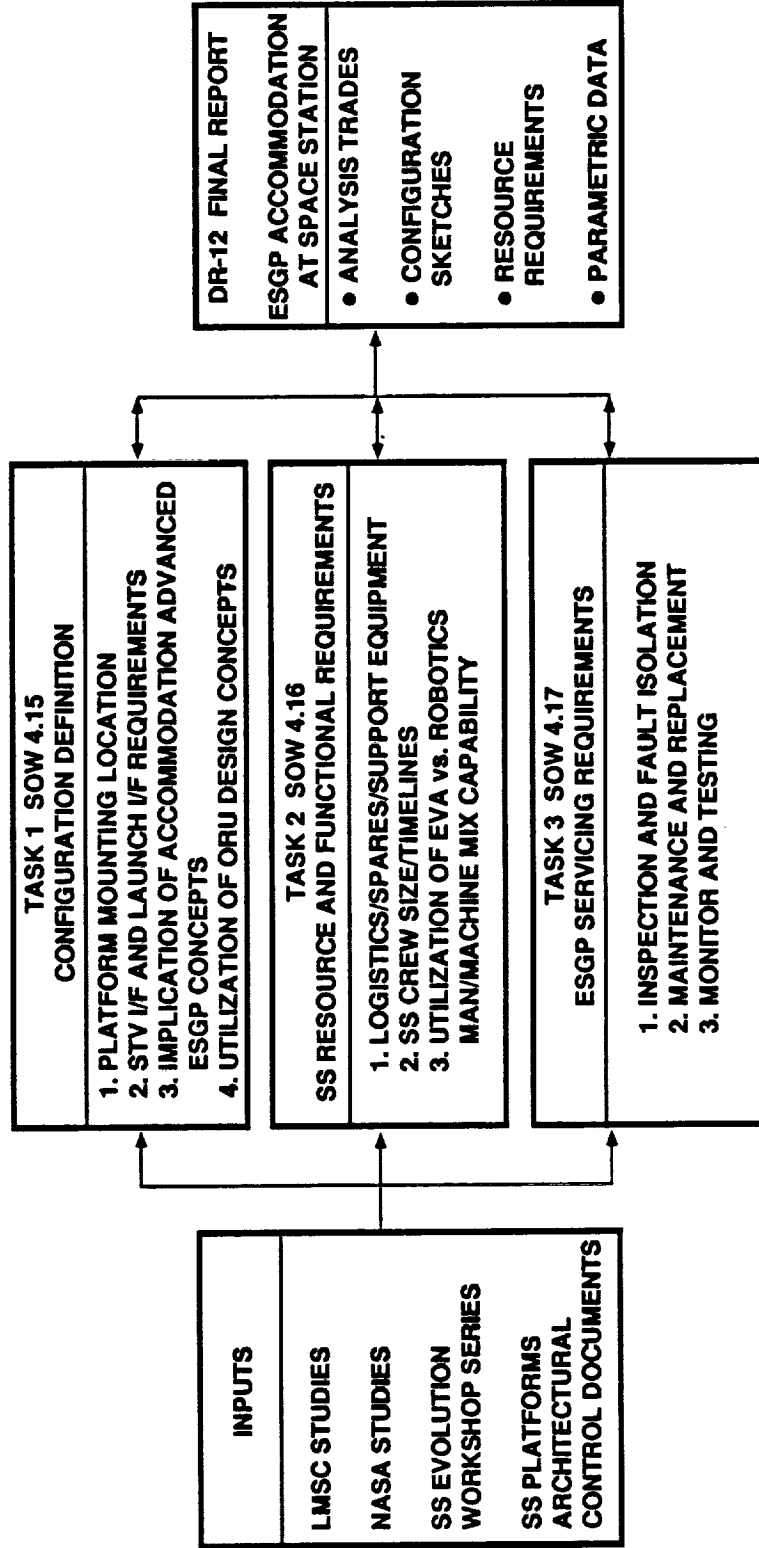 INPUTS
LMSC STUDIES
NASA STUDIES
SS EVOLUTION
WORKSHOP SERIES
SS PLATFORMS
ARCHITECTURAL
CONTROL DOCUMENTS
TASK 1 SOW 4.15
CONFIGURATION DEFINITION
1. PLATFORM MOUNTING LOCATION
2. STV I/F AND LAUNCH I/F REQUIREMENTS
3. IMPLICATION OF ACCOMMODATION ADVANCED
ESGP CONCEPTS
4. UTILIZATION OF ORU DESIGN CONCEPTS
TASK 2 SOW 4.16
SS RESOURCE AND FUNCTIONAL REQUIREMENTS
1. LOGISTICS/SPARES/SUPPORT EQUIPMENT
2. SS CREW SIZE/TIMELINES
3. UTILIZATION OF EVA vs. ROBOTICS
MAN/MACHINE MIX CAPABILITY
TASK 3 SOW 4.17
ESGP SERVICING REQUIREMENTS
1. INSPECTION AND FAULT ISOLATION
2. MAINTENANCE AND REPLACEMENT
3. MONITOR AND TESTING
DR-12 FINAL REPORT
ESGP ACCOMMODATION
AT SPACE STATION
• ANALYSIS TRADES
• CONFIGURATION
SKETCHES
• RESOURCE
REQUIREMENTS
• PARAMETRIC DATA